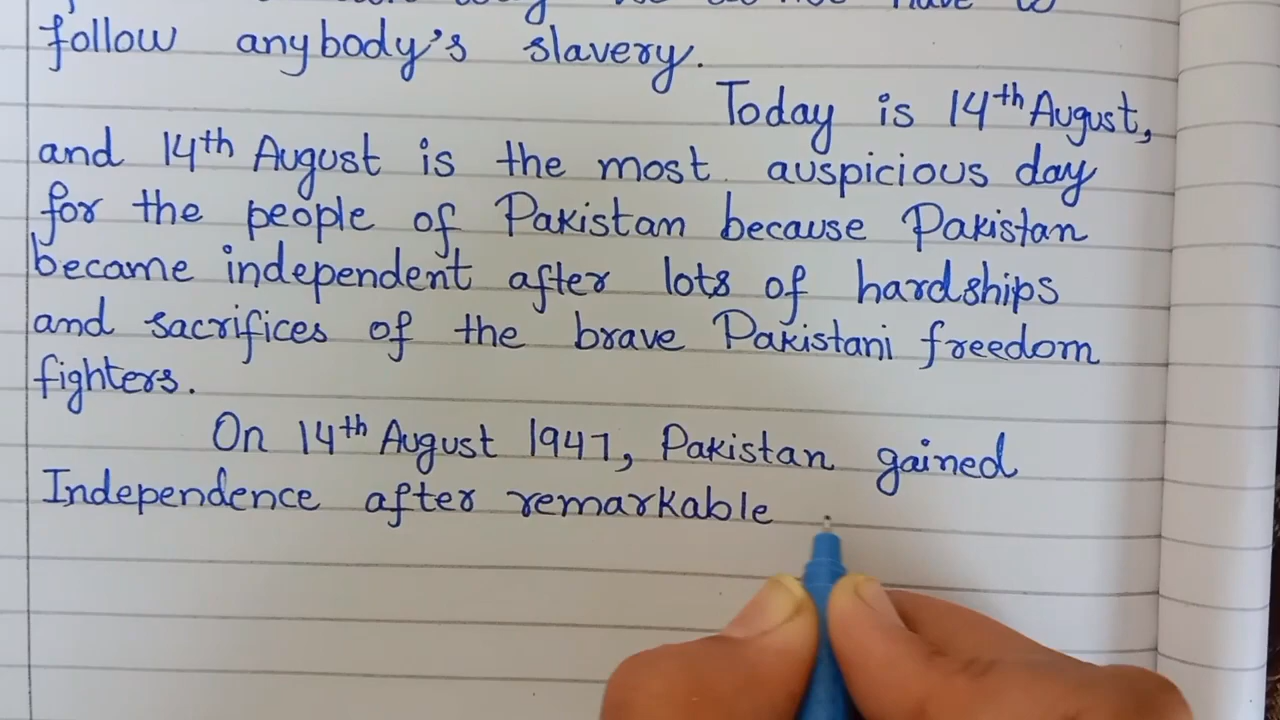 have to
follow anybody's slavery.
Today is 14th August,
and 14th August is the most auspicious day
for the people of Pakistan because Pakistan
became independent after lots of hardships
and sacrifices of the brave Pakistani freedom
fighters.
On 14th August 1947, Pakistan gained
Independence after remarkable